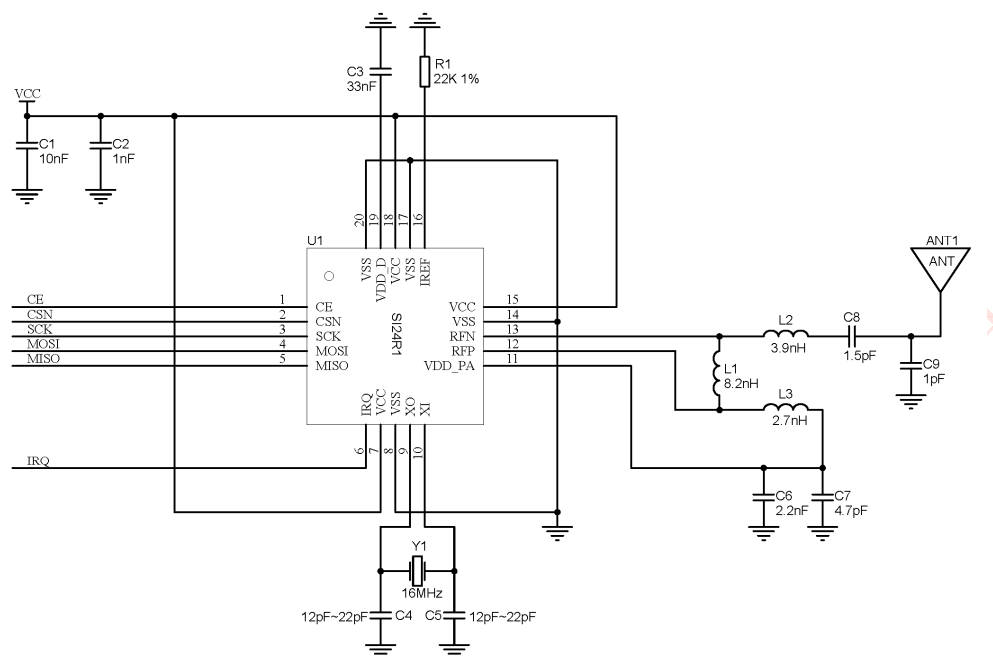 C3
33nF
R1
22K 1%
VCC
C1
10nF
C2
1nF
20
19
18
17
16
U1
VSS
VDD_D
VCC
VSS
IREF
ANT1
ANT
CE
1
CE
CSN
2
CSN
SCK
3
SCK
MOSI
4
MOSI
MISO
5
MISO
SI24R1
VCC
15
VSS
14
RFN
13
RFP
12
VDD_PA
11
L2
3.9nH
C8
1.5pF
C9
1pF
L1
8.2nH
L3
2.7nH
IRQ
VCC
VSS
XO
XI
6
7
8
9
10
IRQ
C6
2.2nF
C7
4.7pF
Y1
16MHz
12pF~22pF
C4
C5
12pF~22pF